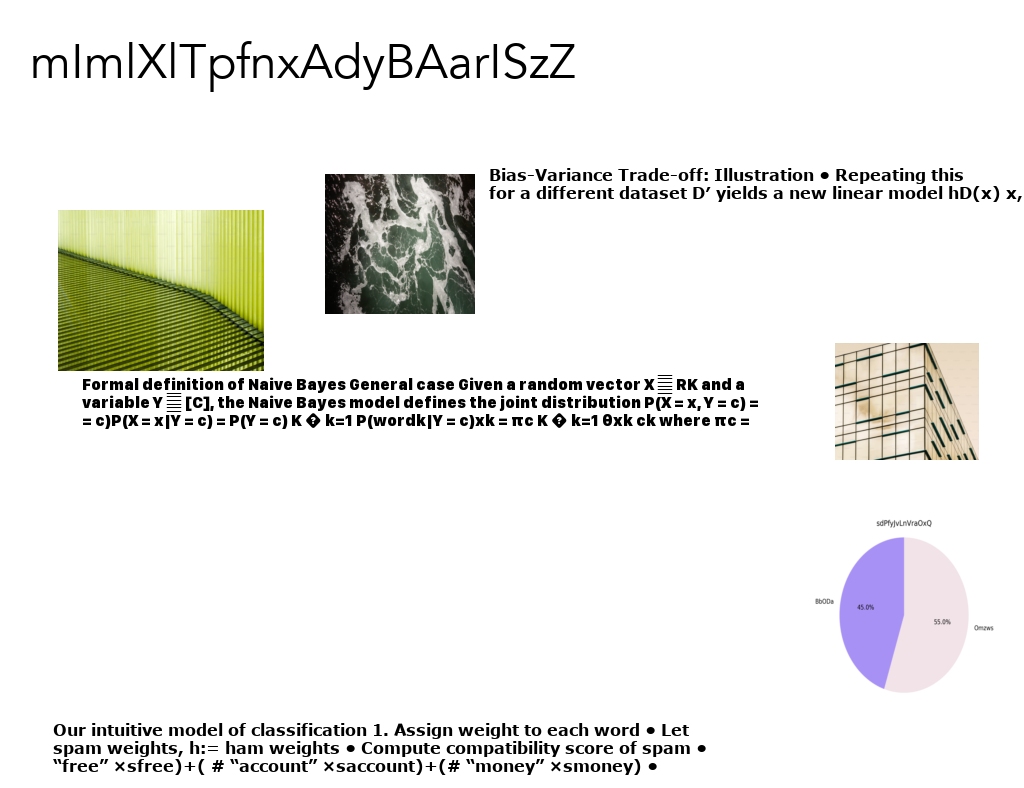 mImlXlTpfnxAdyBAarISzZ
Bias-Variance Trade-off: Illustration • Repeating this
for a different dataset D’ yields a new linear model hD(x) x,
Formal definition of Naive Bayes General case Given a random vector X RK and a
variable Y [C], the Naive Bayes model defines the joint distribution P(X = x, Y = c) =
= c)P(X = x|Y = c) = P(Y = c) K � k=1 P(wordk|Y = c)xk = πc K � k=1 θxk ck where πc =
sdPfyJvLnVraOxQ
BbODa
45.0%
55.0%
Omzws
Our intuitive model of classification 1. Assign weight to each word • Let
spam weights, h:= ham weights • Compute compatibility score of spam •
“free” ×sfree)+( # “account” ×saccount)+(# “money” ×smoney) •